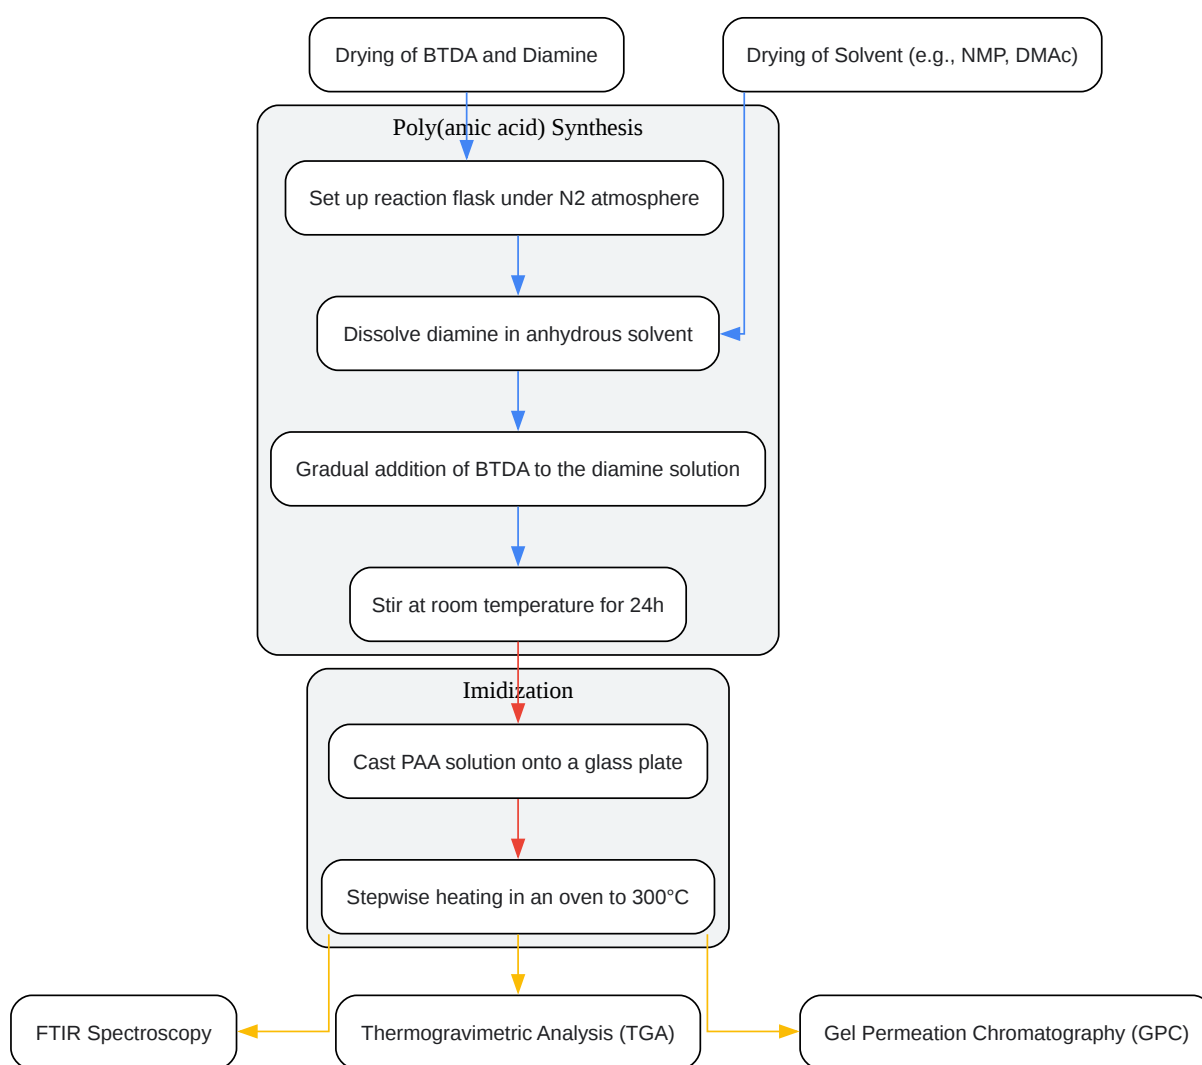 Drying of BTDA and Diamine
Drying of Solvent (e.g., NMP, DMAc)
Poly(amic acid) Synthesis
Set up reaction flask under N2 atmosphere
Dissolve diamine in anhydrous solvent
Gradual addition of BTDA to the diamine solution
Stir at room temperature for 24h
Imidization
Cast PAA solution onto a glass plate
Stepwise heating in an oven to 300°C
FTIR Spectroscopy
Thermogravimetric Analysis (TGA)
Gel Permeation Chromatography (GPC)